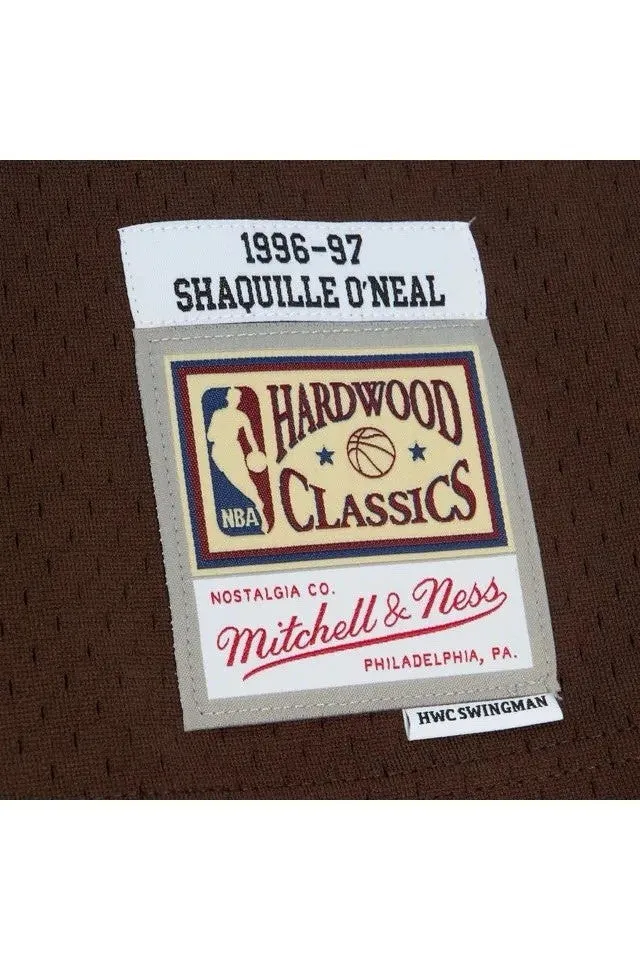 1996-97
SHAQUILLE O'NEAL
HARDWOOD
CLASSICS
NBA
NOSTALGIA CO.
Mitchell & Ness
PHILADELPHIA, PA.
HWC SWINGMAN